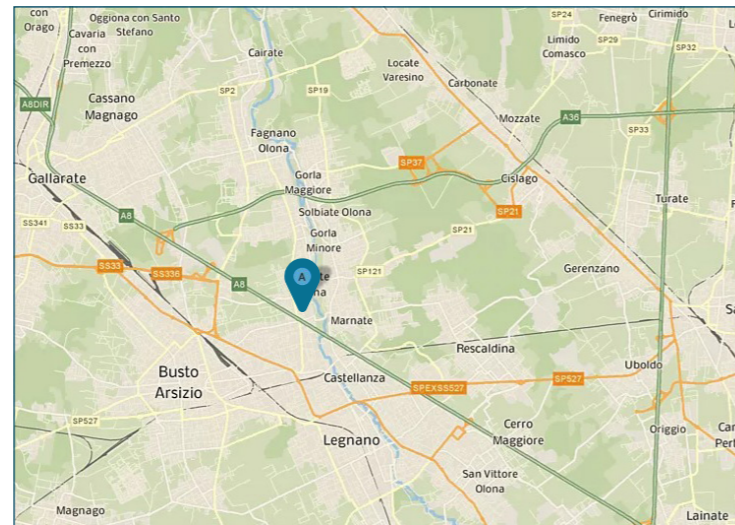 con
Orago
Oggiona con Santo
Stefano
Cavaria
con
Premezzo
Cairate
SP24
Fenegrò
Cirimido
SP29
SP32
Limido
Comasco
Locate
Varesino
Carbonate
A8DIR
SP2
SP19
Cassano
Magnago
Mozzate
A36
SP33
Fagnano
Olona
Gorla
Maggiore
SP37
Cislago
Gallarate
Turate
Solbiate Olona
SP21
SS341
SS33
A8
Gorla
Minore
SP21
SS33
SS336
A8
A
SP121
Gerenzano
Marnate
Rescaldina
Uboldo
Busto
Arsizio
Castellanza
SPEXSS527
SP527
SP527
Legnano
Cerro
Maggiore
Origgio
San Vittore
Olona
Magnago
Lainate